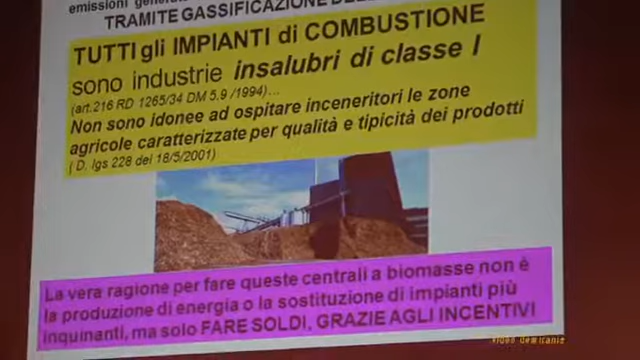 emissioni
TRAMITE GASSIFICAZIONE
TUTTI gli IMPIANTI di COMBUSTIONE
sono industrie insalubri di classe I
(art.216 RD 1265/34 DM 5.9 /1994)...
Non sono idonee ad ospitare inceneritori le zone
agricole caratterizzate per qualità e tipicità dei prodotti
( D. lgs 228 del 18/5/2001)
La vera ragione per fare queste centrali a biomasse non è
la produzione di energia o la sostituzione di impianti più
inquinanti, ma solo FARE SOLDI, GRAZIE AGLI INCENTIVI